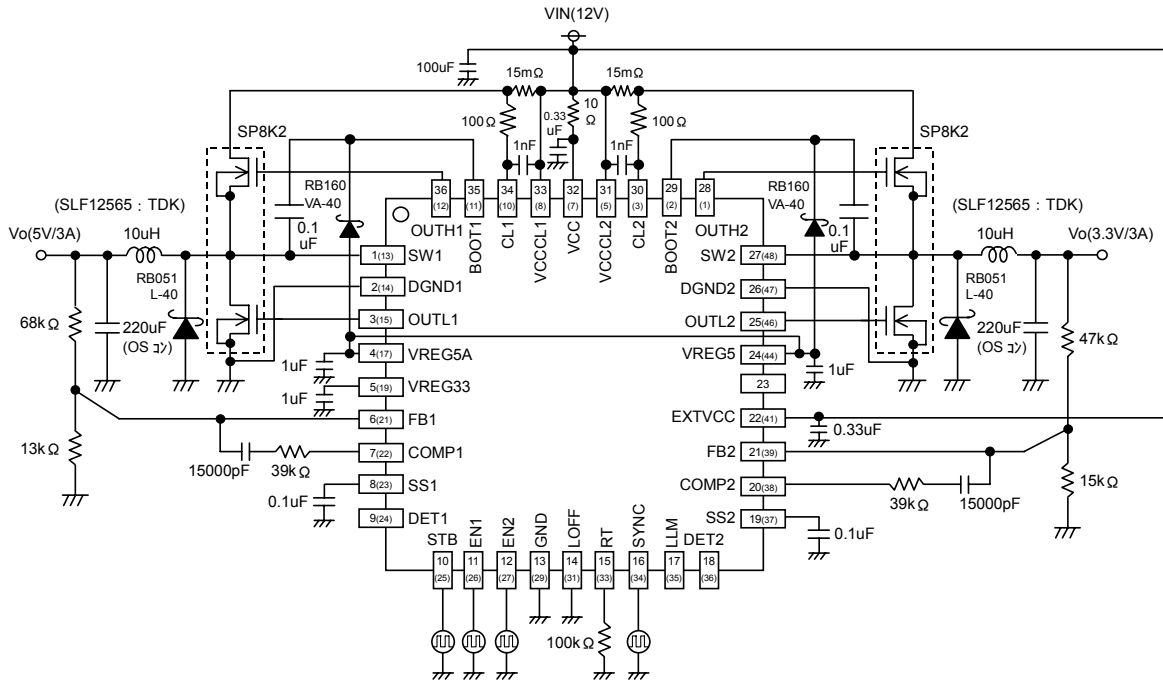 VIN(12V)
100uF
15mΩ
15mΩ
100Ω
0.33
uF
10
Ω
100Ω
1nF
1nF
SP8K2
SP8K2
RB160
VA-40
RB160
VA-40
0.1
uF
0.1
uF
36
(12)
35
(11)
34
(10)
33
(8)
32
(7)
31
(5)
30
(3)
29
(2)
28
(1)
OUTH1
BOOT1
CL1
VCCCL1
VCC
VCCCL2
CL2
BOOT2
OUTH2
(SLF12565 : TDK)
(SLF12565 : TDK)
Vo(5V/3A)
10uH
10uH
Vo(3.3V/3A)
RB051
L-40
RB051
L-40
68kΩ
220uF
(OS コン)
220uF
(OS コン)
47kΩ
13kΩ
15kΩ
1(13) SW1
2(14) DGND1
3(15) OUTL1
4(17) VREG5A
5(19) VREG33
6(21) FB1
7(22) COMP1
8(23) SS1
9(24) DET1
SW2 27(48)
DGND2 26(47)
OUTL2 25(46)
VREG5 24(44)
23
EXTVCC 22(41)
FB2 21(39)
COMP2 20(38)
SS2 19(37)
1uF
1uF
1uF
0.33uF
15000pF
39kΩ
39kΩ
15000pF
0.1uF
0.1uF
STB
EN1
EN2
GND
LOFF
RT
SYNC
LLM
DET2
10
(25)
11
(26)
12
(27)
13
(29)
14
(31)
15
(33)
16
(34)
17
(35)
18
(36)
100kΩ